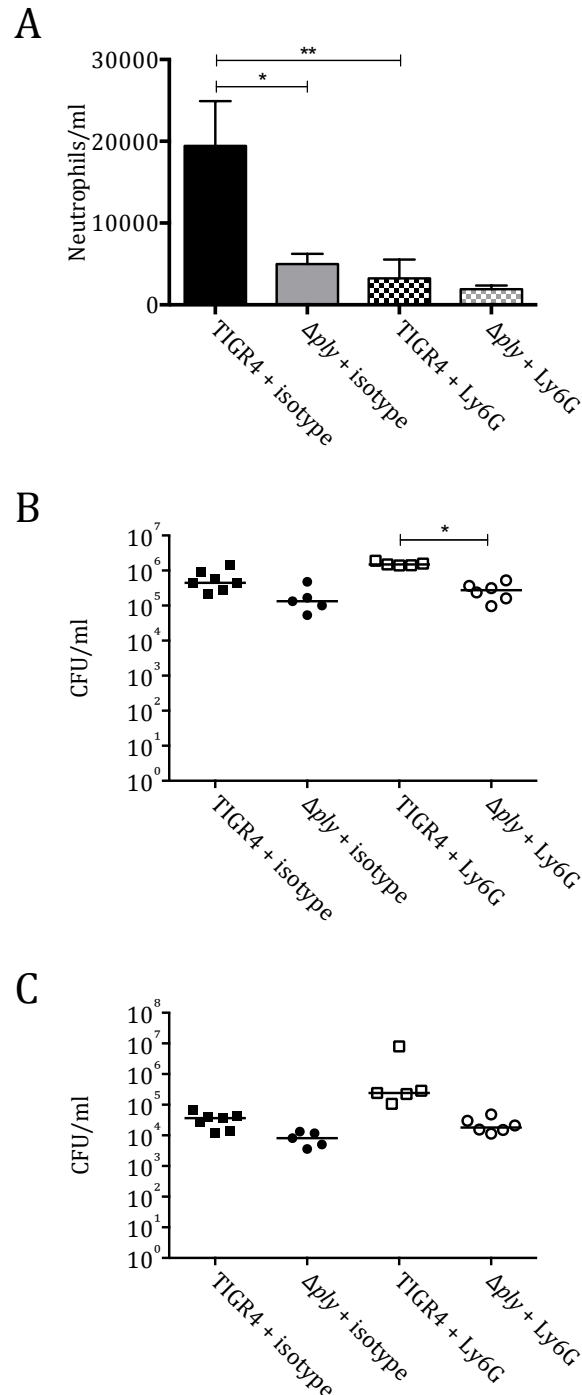 A
**
*
30000
20000
10000
0
Neutrophils/ml
TIGR4 + isotype
Δply + isotype
TIGR4 + Ly6G
Δply + Ly6G
B
*
10⁷
10⁶
10⁵
10⁴
10³
10²
10¹
10⁰
CFU/ml
TIGR4 + isotype
Δply + isotype
TIGR4 + Ly6G
Δply + Ly6G
C
10⁸
10⁷
10⁶
10⁵
10⁴
10³
10²
10¹
10⁰
CFU/ml
TIGR4 + isotype
Δply + isotype
TIGR4 + Ly6G
Δply + Ly6G